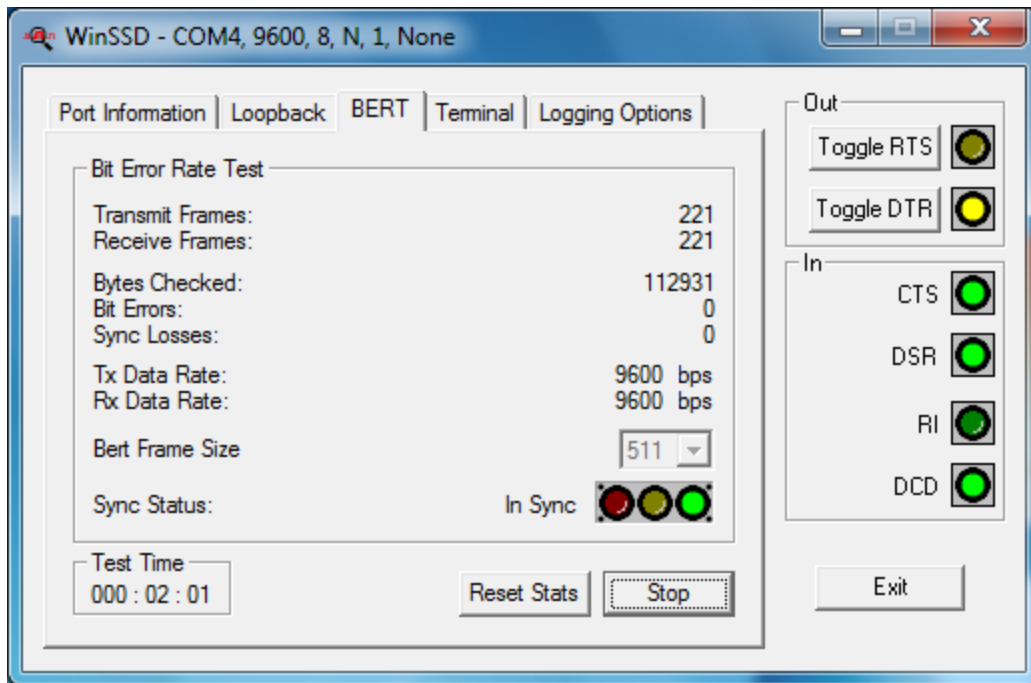 WinSSD - COM4, 9600, 8, N, 1, None
Port Information Loopback BERT Terminal Logging Options
Bit Error Rate Test
Transmit Frames: 221
Receive Frames: 221
Bytes Checked: 112931
Bit Errors: 0
Sync Losses: 0
Tx Data Rate: 9600 bps
Rx Data Rate: 9600 bps
Bert Frame Size 511
Sync Status: In Sync
Test Time
000 : 02 : 01
Reset Stats Stop
Out
Toggle RTS
Toggle DTR
In
CTS
DSR
RI
DCD
Exit